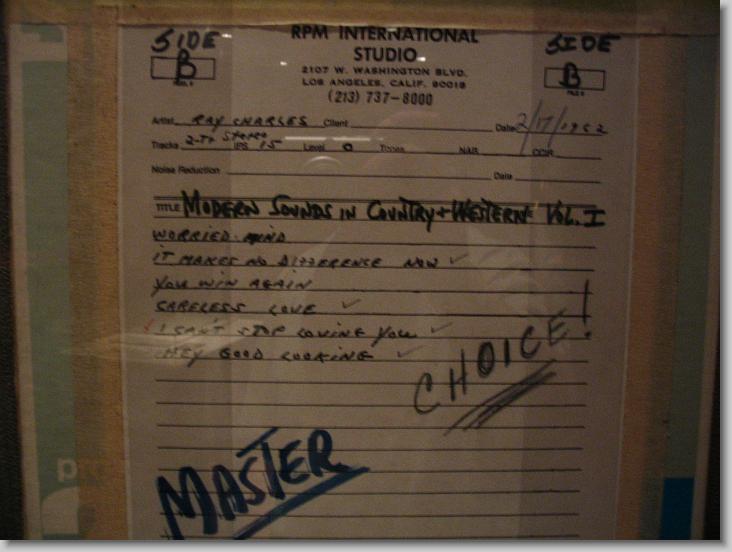 SIDE B
REEL #
RPM INTERNATIONAL
STUDIO
2107 W. WASHINGTON BLVD.
LOS ANGELES, CALIF. 90018
(213) 737-8000
SIDE B
FILE #
Artist RAY CHARLES Client Date 2/17/1962
Tracks 2-Tr Stereo IPS 15 Level 0 Tones NAB CCIR
Noise Reduction Date
TITLE MODERN SOUNDS IN COUNTRY + WESTERN VOL. I
WORRIED MIND
IT MAKES NO DIFFERENCE NOW ✓
YOU WIN AGAIN
CARELESS LOVE ✓
I CAN'T STOP LOVING YOU ✓
HEY GOOD LOOKING ✓
CHOICE!
MASTER